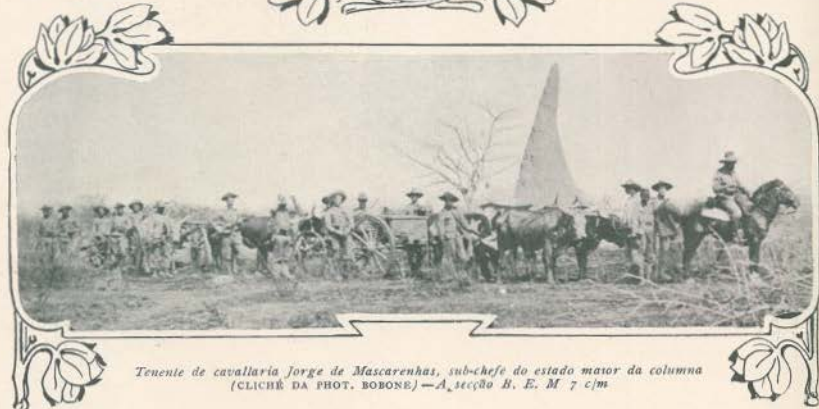 Tenente de cavallaria Jorge de Mascarenhas, sub-chefe do estado maior da columna
(CLICHÉ DA PHOT. BOBONE) — A secção B. E. M 7 c/m